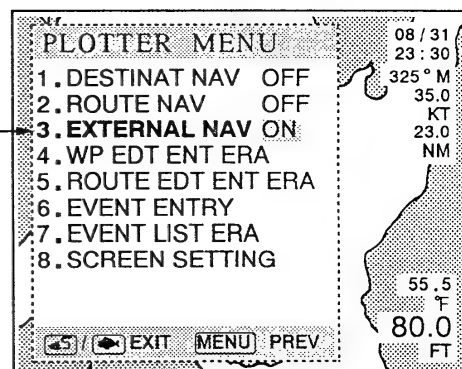 PLOTTER MENU
1.DESTINAT NAV OFF
2.ROUTE NAV OFF
3.EXTERNAL NAV ON
4.WP EDT ENT ERA
5.ROUTE EDT ENT ERA
6.EVENT ENTRY
7.EVENT LIST ERA
8.SCREEN SETTING
/ EXIT MENU PREV
08/31
23:30
325°M
35.0
KT
23.0
NM
55.5
°F
80.0
FT